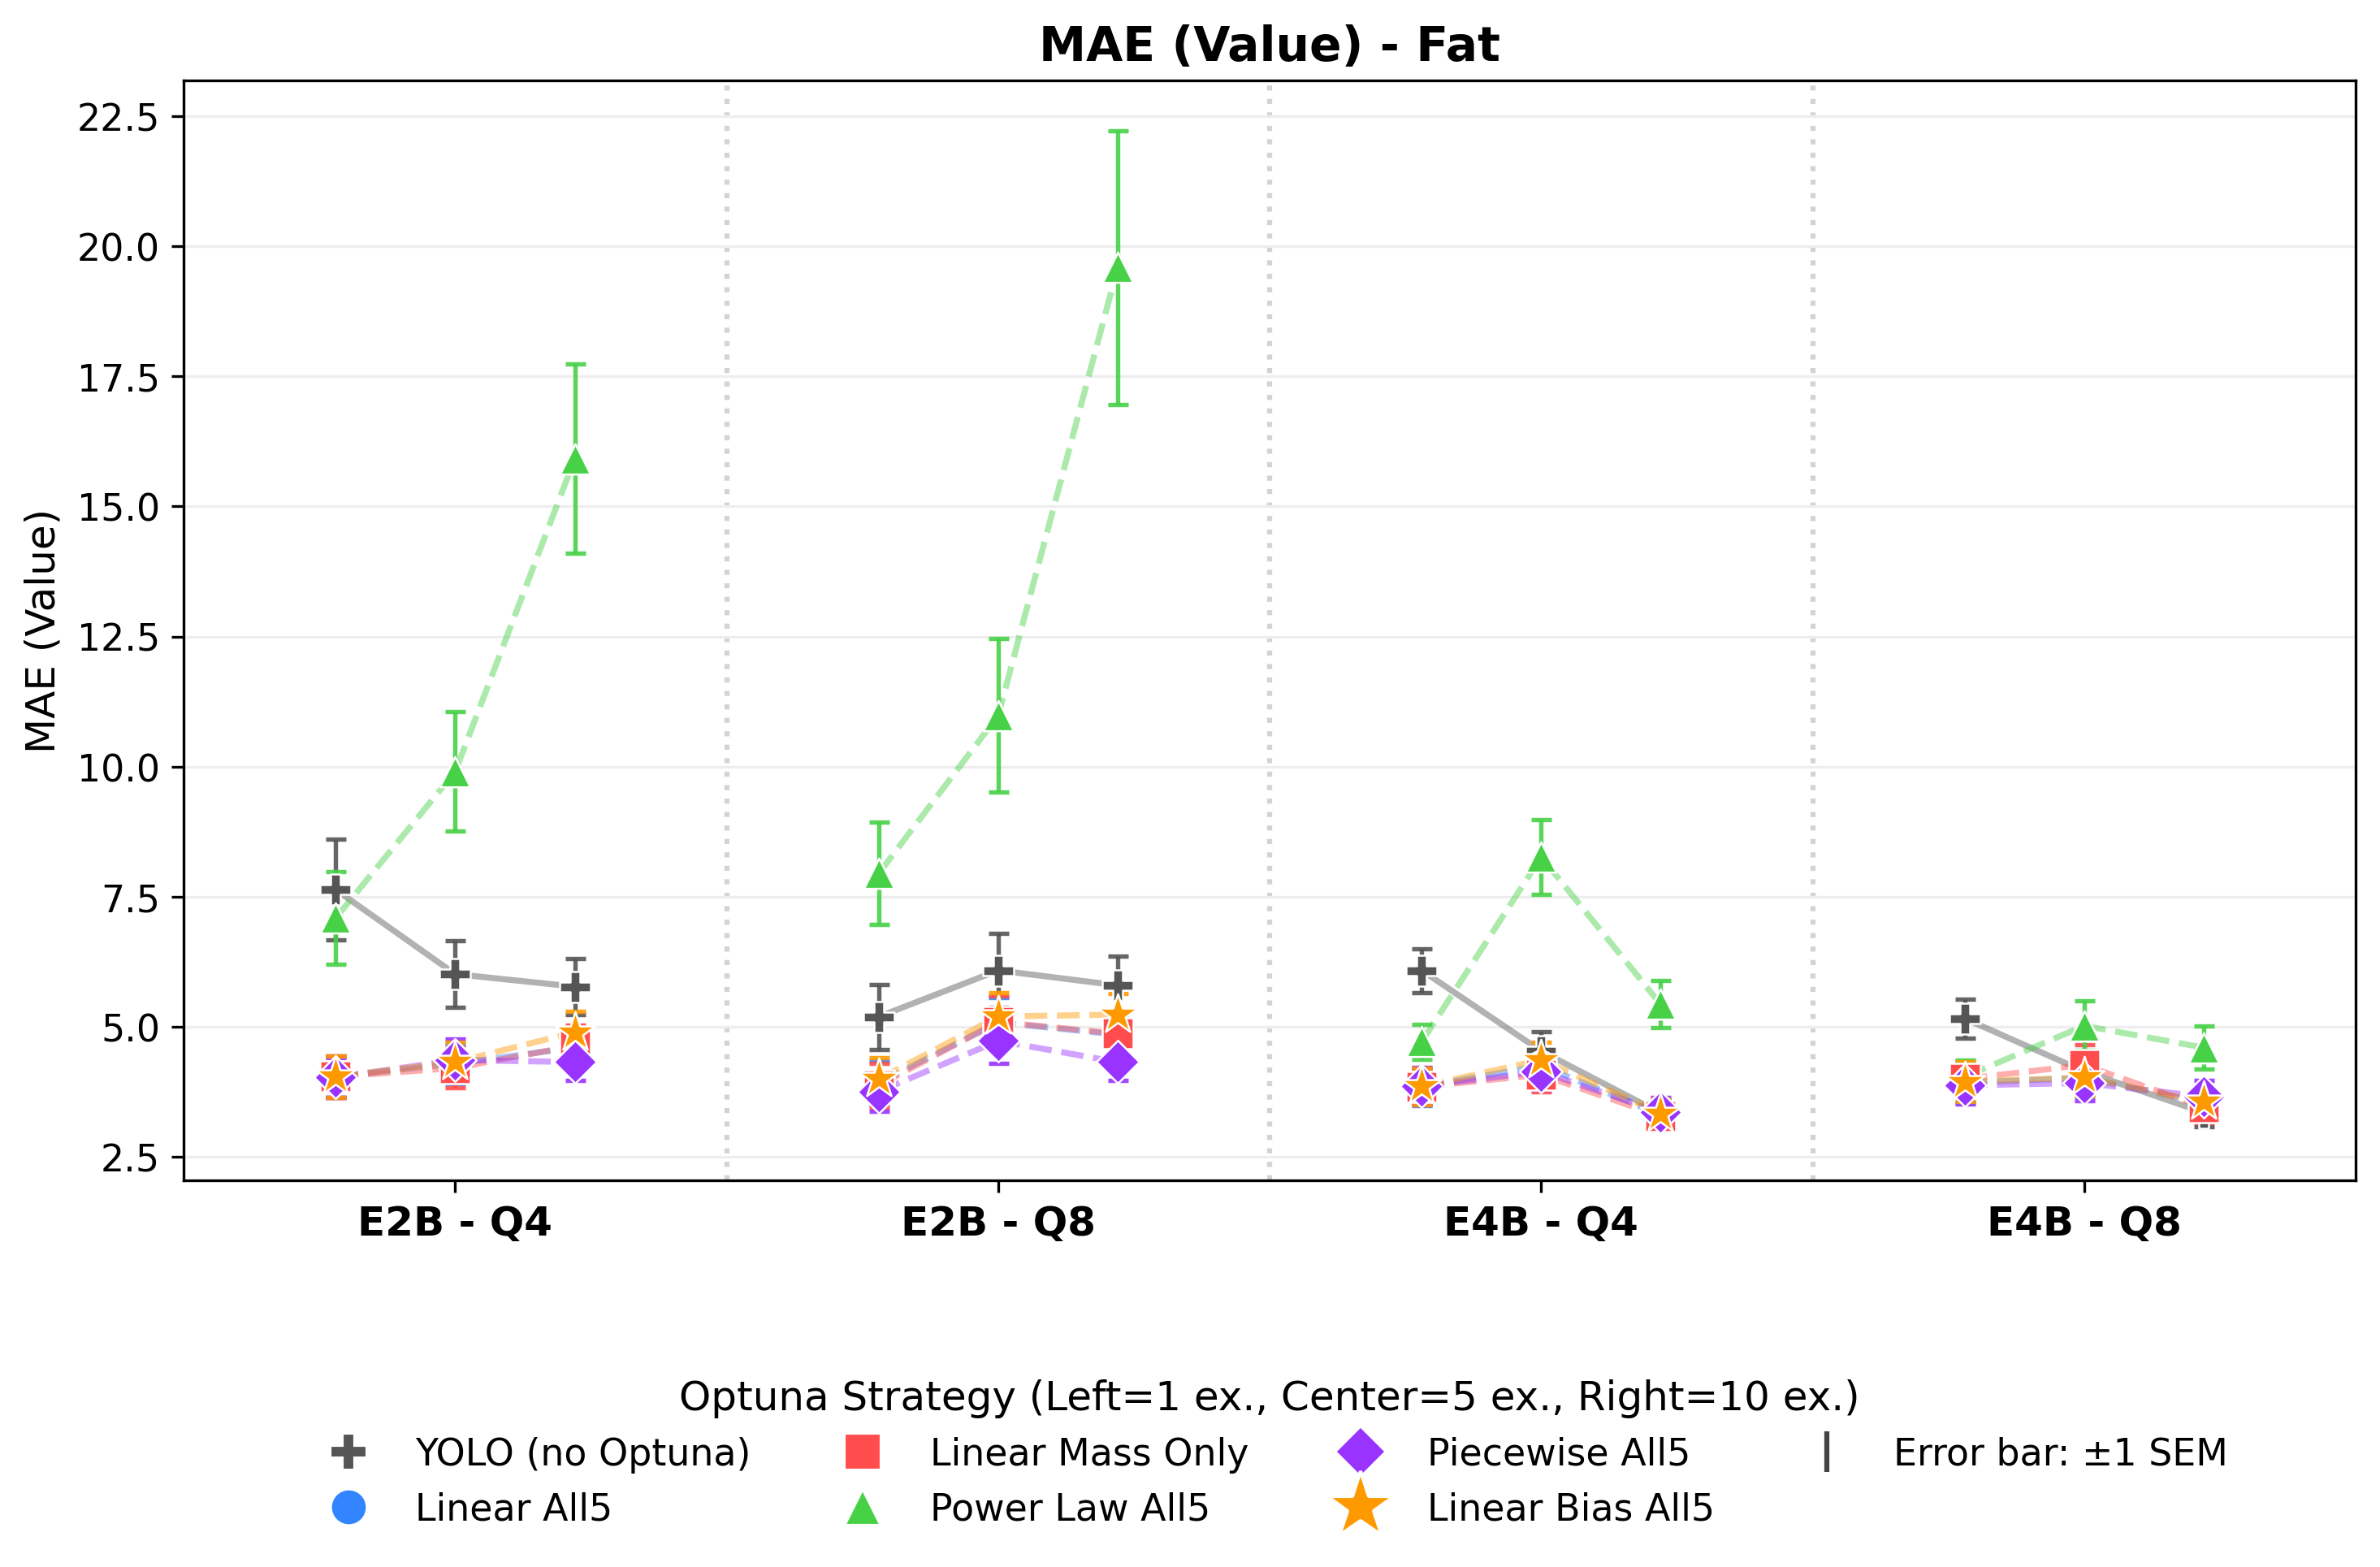 MAE (Value) - Fat
MAE (Value)
22.5
20.0
17.5
15.0
12.5
10.0
7.5
5.0
2.5
E2B - Q4
E2B - Q8
E4B - Q4
E4B - Q8
Optuna Strategy (Left=1 ex., Center=5 ex., Right=10 ex.)
YOLO (no Optuna)
Linear All5
Linear Mass Only
Power Law All5
Piecewise All5
Linear Bias All5
Error bar: ±1 SEM